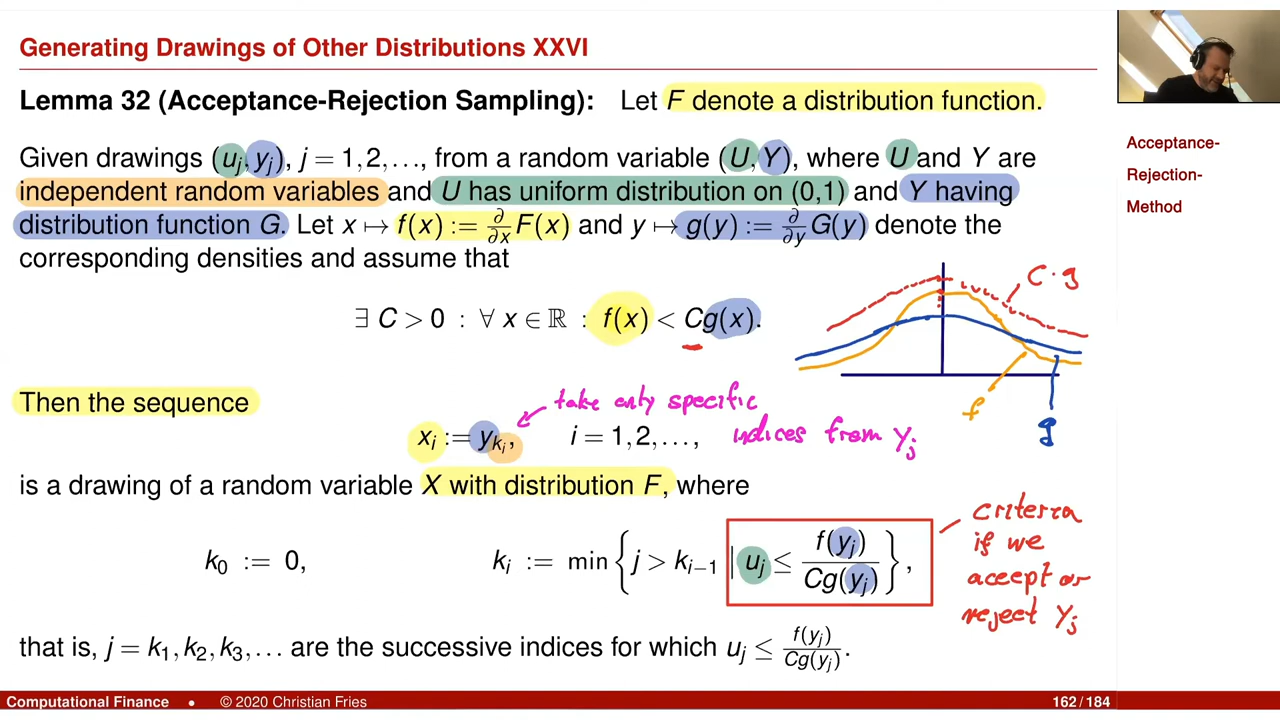 Generating Drawings of Other Distributions XXVI
Lemma 32 (Acceptance-Rejection Sampling): Let F denote a distribution function.
Given drawings (uⱼ, yⱼ), j = 1,2,…, from a random variable (U, Y), where U and Y are
independent random variables and U has uniform distribution on (0,1) and Y having
distribution function G. Let x ↦ f(x) := ∂/∂x F(x) and y ↦ g(y) := ∂/∂y G(y) denote the
corresponding densities and assume that
∃ C > 0 : ∀ x ∈ ℝ : f(x) < Cg(x).
C · g
f
g
Then the sequence
take only specific
indices from yⱼ
xᵢ := y_{kᵢ}, i = 1,2,…,
is a drawing of a random variable X with distribution F, where
k₀ := 0, kᵢ := min { j > kᵢ₋₁ | uⱼ ≤ f(yⱼ) / Cg(yⱼ) },
criteria
if we
accept or
reject yⱼ
that is, j = k₁, k₂, k₃, … are the successive indices for which uⱼ ≤ f(yⱼ) / Cg(yⱼ).
Acceptance-
Rejection-
Method
Computational Finance • © 2020 Christian Fries 162 / 184